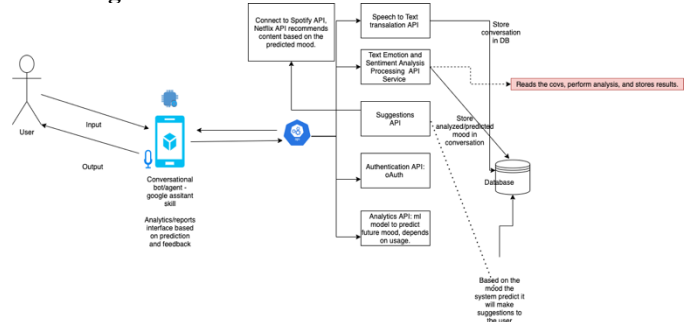 Connect to Spotify API,
Netflix API recommends
content based on the
predicted mood.
Speech to Text
transalation API
Store
conversation
in DB
Text Emotion and
Sentiment Analysis
Processing API
Service
Reads the covs, perform analysis, and stores results.
User
Input
Output
Suggestions
API
Store
analyzed/predicted
mood in
conversation
Conversational
bot/agent -
google assitant
skill
Analytics/reports
interface based
on prediction
and feedback
Authentication API:
oAuth
Database
Analytics API: ml
model to predict
future mood, depends
on usage.
Based on the
mood the
system predict it will
make
suggestions to
the user